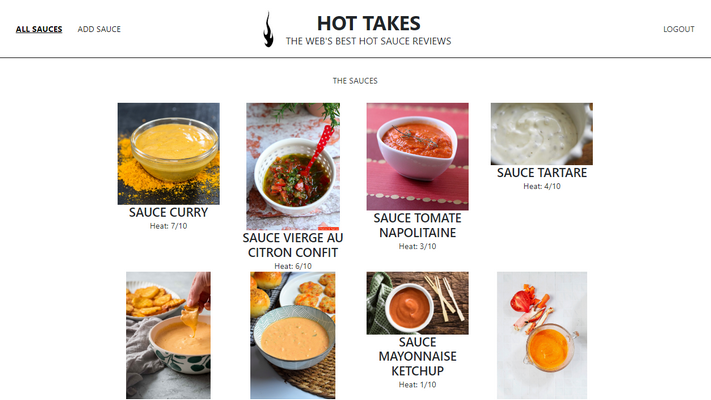 ALL SAUCES
ADD SAUCE
HOT TAKES
THE WEB'S BEST HOT SAUCE REVIEWS
LOGOUT
THE SAUCES
SAUCE CURRY
Heat: 7/10
SAUCE VIERGE AU
CITRON CONFIT
Heat: 6/10
SAUCE TOMATE
NAPOLITAINE
Heat: 3/10
SAUCE TARTARE
Heat: 4/10
SAUCE
MAYONNAISE
KETCHUP
Heat: 1/10